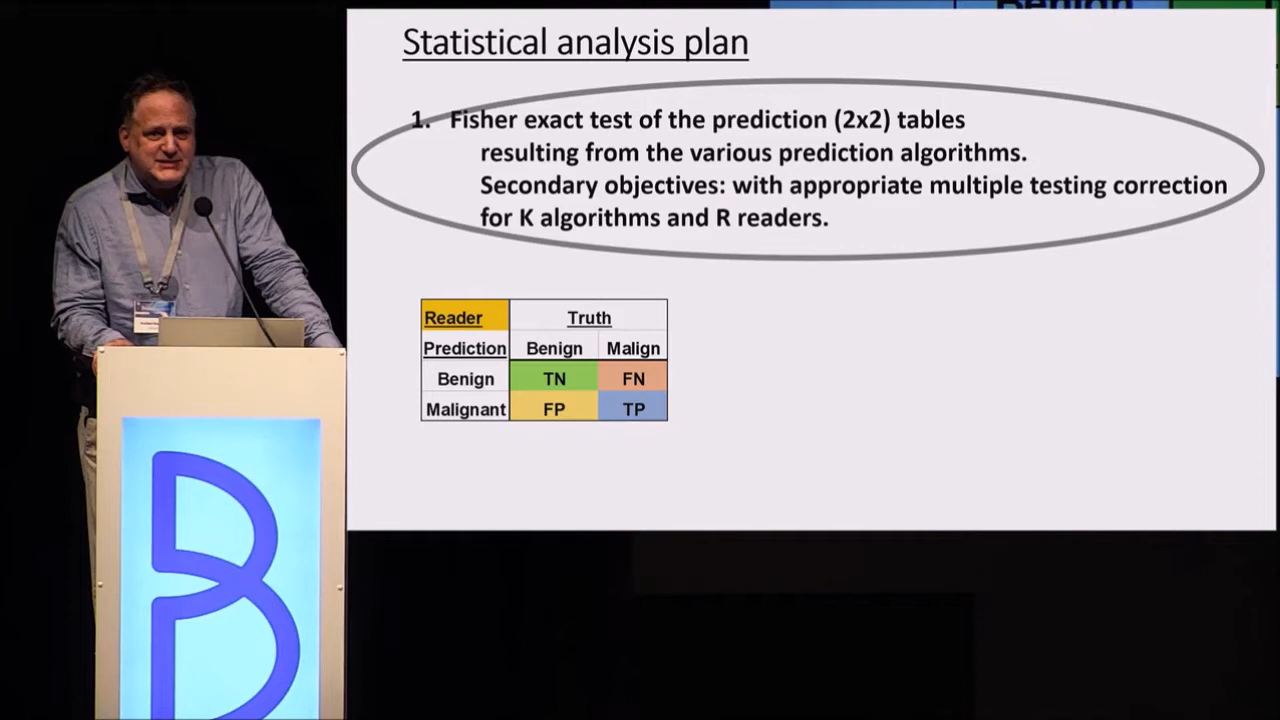 Benign
Statistical analysis plan
1. Fisher exact test of the prediction (2x2) tables
resulting from the various prediction algorithms.
Secondary objectives: with appropriate multiple testing correction
for K algorithms and R readers.
Reader Truth
Prediction Benign Malign
Benign TN FN
Malignant FP TP
B